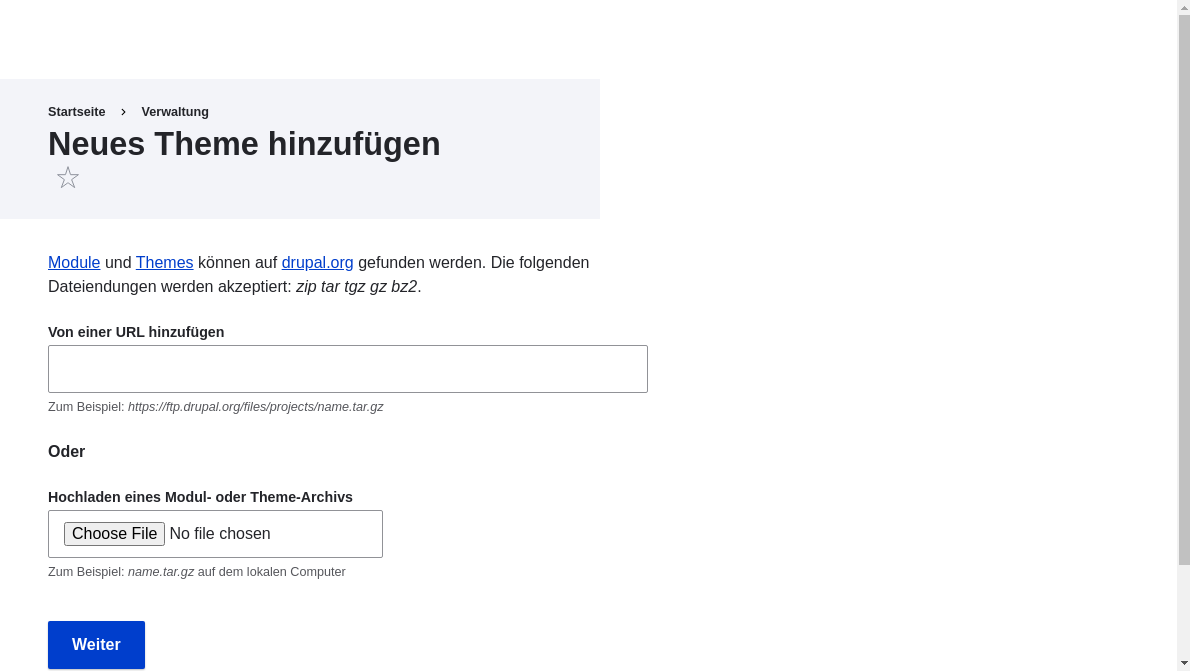 Startseite › Verwaltung
Neues Theme hinzufügen
Module und Themes können auf drupal.org gefunden werden. Die folgenden
Dateiendungen werden akzeptiert: zip tar tgz gz bz2.
Von einer URL hinzufügen
Zum Beispiel: https://ftp.drupal.org/files/projects/name.tar.gz
Oder
Hochladen eines Modul- oder Theme-Archivs
Choose File No file chosen
Zum Beispiel: name.tar.gz auf dem lokalen Computer
Weiter